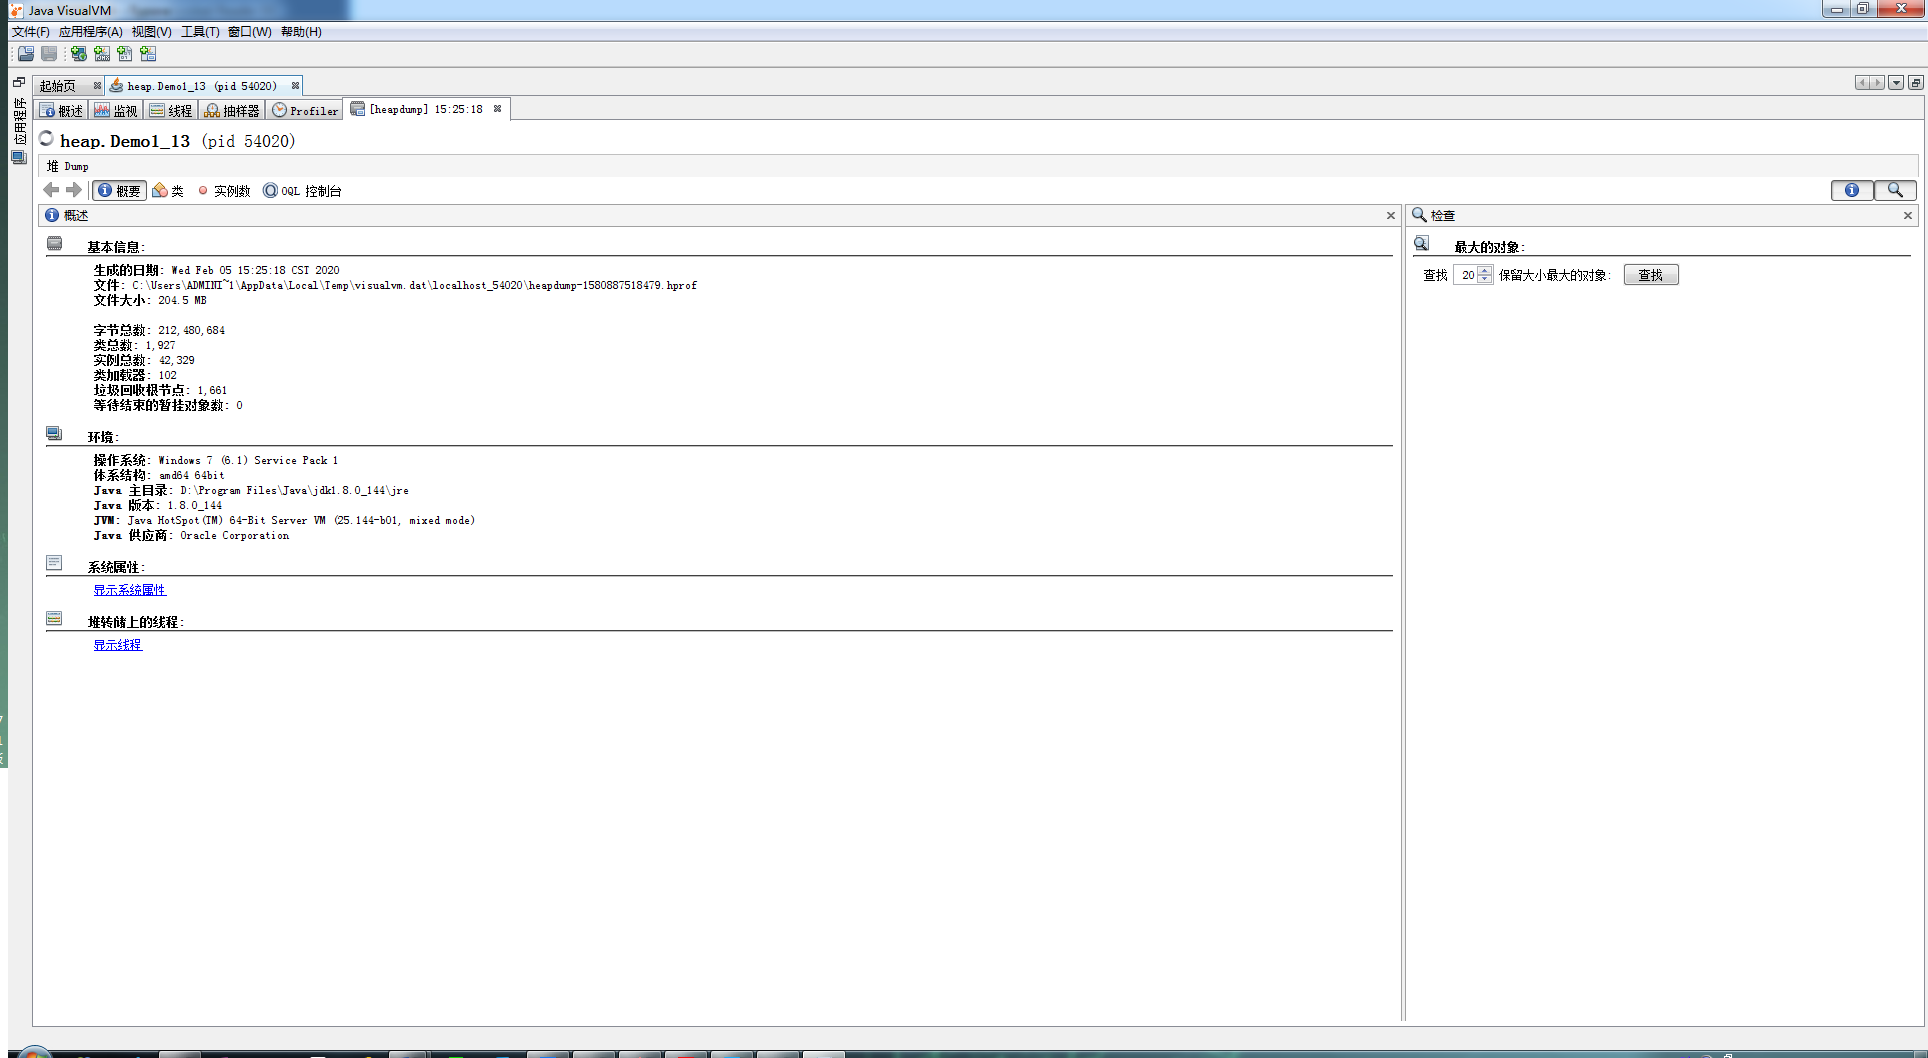 Java VisualVM
文件(F) 应用程序(A) 视图(V) 工具(T) 窗口(W) 帮助(H)
应用程序
起始页 heap.Demo1_13 (pid 54020)
概述 监视 线程 抽样器 Profiler [heapdump] 15:25:18
heap.Demo1_13 (pid 54020)
堆 Dump
概要 类 实例数 OQL 控制台
概述
基本信息:
生成的日期: Wed Feb 05 15:25:18 CST 2020
文件: C:\Users\ADMINI~1\AppData\Local\Temp\visualvm.dat\localhost_54020\heapdump-1580887518479.hprof
文件大小: 204.5 MB
字节总数: 212,480,684
类总数: 1,927
实例总数: 42,329
类加载器: 102
垃圾回收根节点: 1,661
等待结束的暂挂对象数: 0
环境:
操作系统: Windows 7 (6.1) Service Pack 1
体系结构: amd64 64bit
Java 主目录: D:\Program Files\Java\jdk1.8.0_144\jre
Java 版本: 1.8.0_144
JVM: Java HotSpot(TM) 64-Bit Server VM (25.144-b01, mixed mode)
Java 供应商: Oracle Corporation
系统属性:
显示系统属性
堆转储上的线程:
显示线程
检查
最大的对象:
查找 20 保留大小最大的对象: 查找